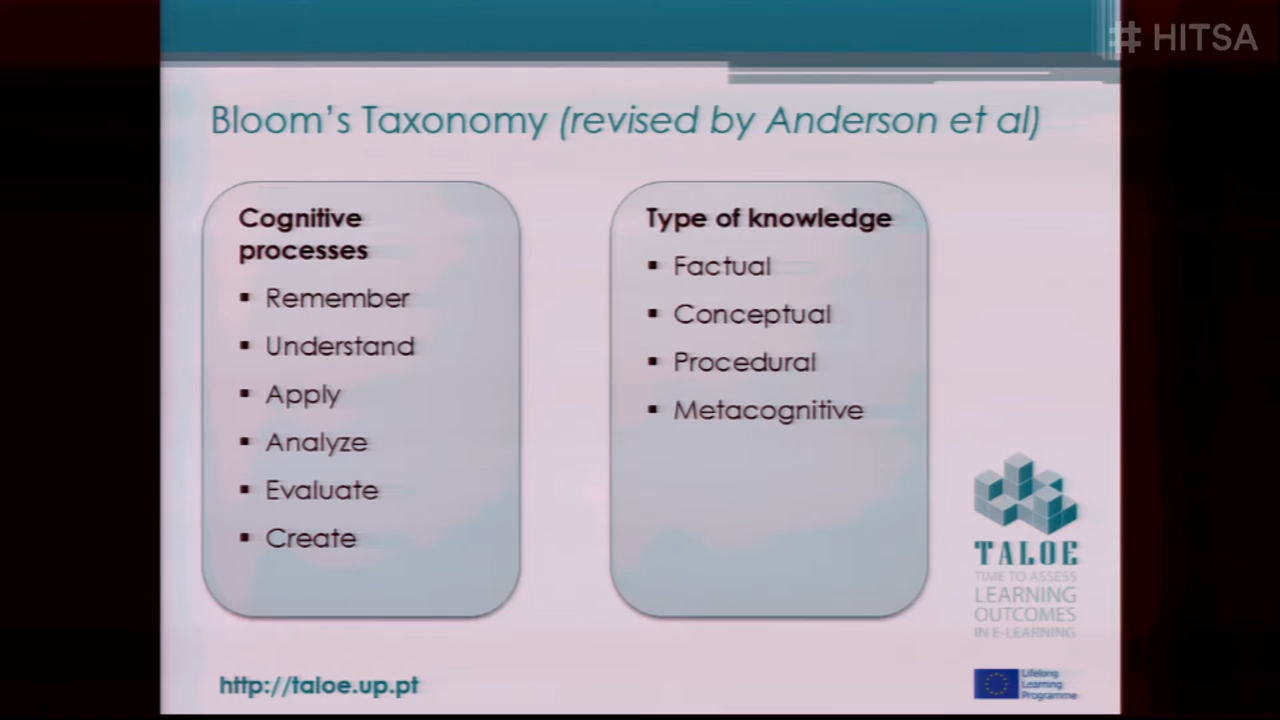 # HITSA
Bloom's Taxonomy (revised by Anderson et al)
Cognitive
processes
▪ Remember
▪ Understand
▪ Apply
▪ Analyze
▪ Evaluate
▪ Create
Type of knowledge
▪ Factual
▪ Conceptual
▪ Procedural
▪ Metacognitive
TALOE
TIME TO ASSESS
LEARNING
OUTCOMES
IN E-LEARNING
http://taloe.up.pt
Lifelong
Learning
Programme